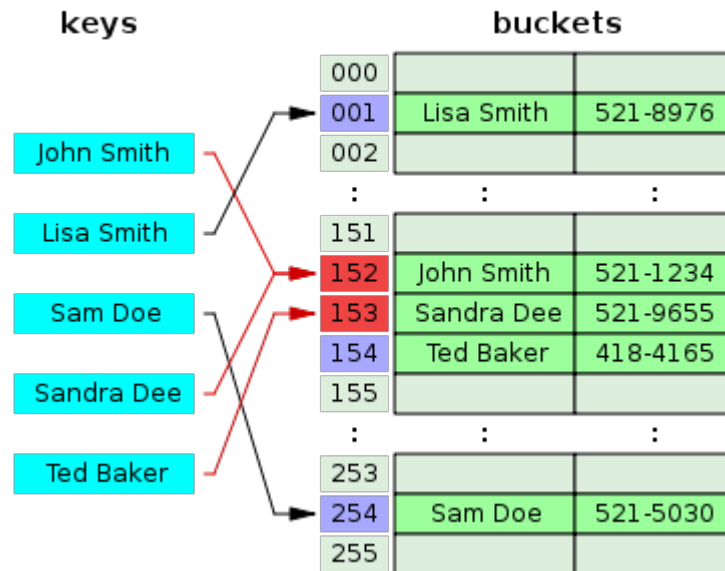 keys
buckets
John Smith
Lisa Smith
Sam Doe
Sandra Dee
Ted Baker
000
001 Lisa Smith 521-8976
002
: : :
151
152 John Smith 521-1234
153 Sandra Dee 521-9655
154 Ted Baker 418-4165
155
: : :
253
254 Sam Doe 521-5030
255